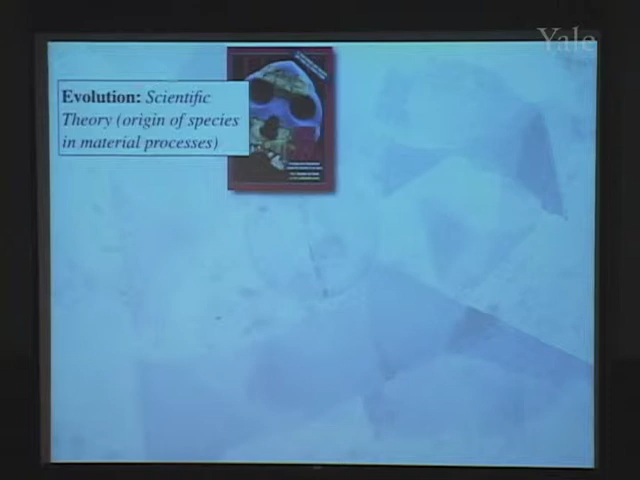 Yale
Evolution: Scientific
Theory (origin of species
in material processes)